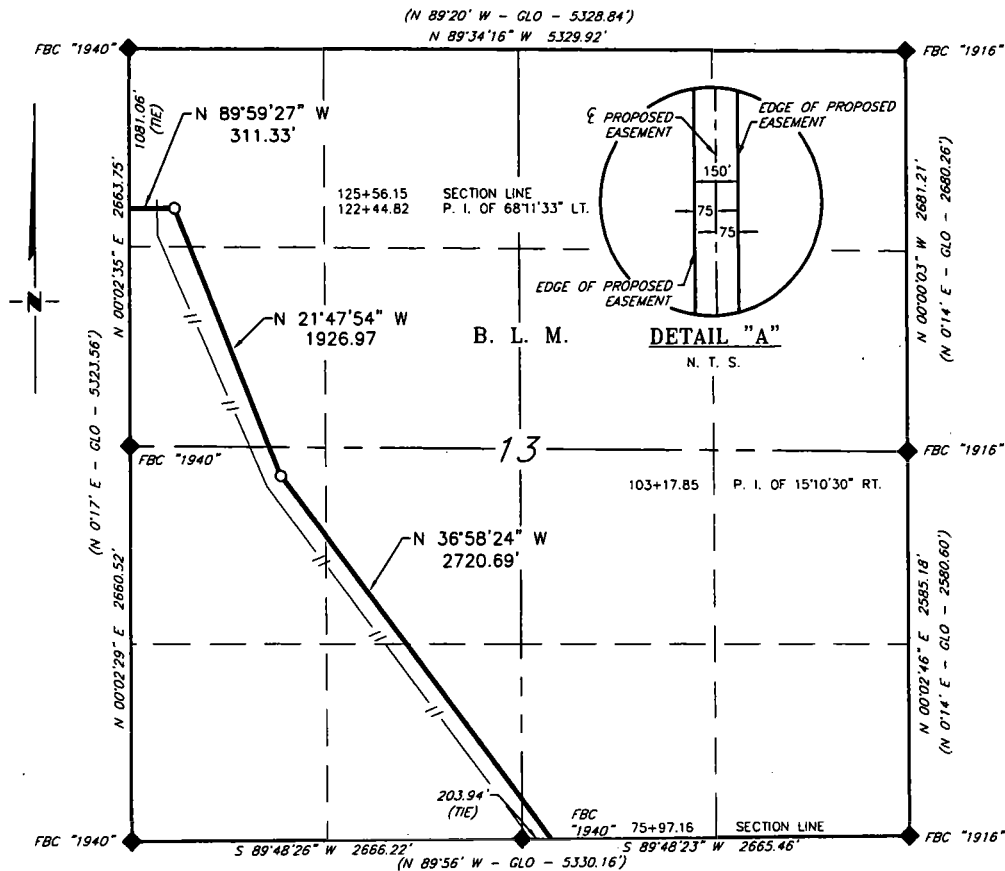 (N 89°20' W - GLO - 5328.84')
N 89°34'16" W 5329.92'
FBC "1940"
FBC "1916"
1081.06'
(TIE)
N 89°59'27" W
311.33'
℄ PROPOSED
EASEMENT
EDGE OF PROPOSED
EASEMENT
150'
75
75
EDGE OF PROPOSED
EASEMENT
125+56.15 SECTION LINE
122+44.82 P. I. OF 68°11'33" LT.
N 00°02'35" E 2663.75'
N 00°00'03" W 2681.21'
(N 0°14' E - GLO - 2680.26')
N
N 21°47'54" W
1926.97
B. L. M.
DETAIL "A"
N. T. S.
(N 0°17' E - GLO - 5323.56')
FBC "1940"
13
FBC "1916"
103+17.85 P. I. OF 15°10'30" RT.
N 36°58'24" W
2720.69'
N 00°02'29" E 2660.52'
N 00°02'46" E 2585.18'
(N 0°14' E - GLO - 2580.60')
203.94'
(TIE)
FBC
"1940"
75+97.16 SECTION LINE
FBC "1940"
S 89°48'26" W 2666.22'
S 89°48'23" W 2665.46'
FBC "1916"
(N 89°56' W - GLO - 5330.16')